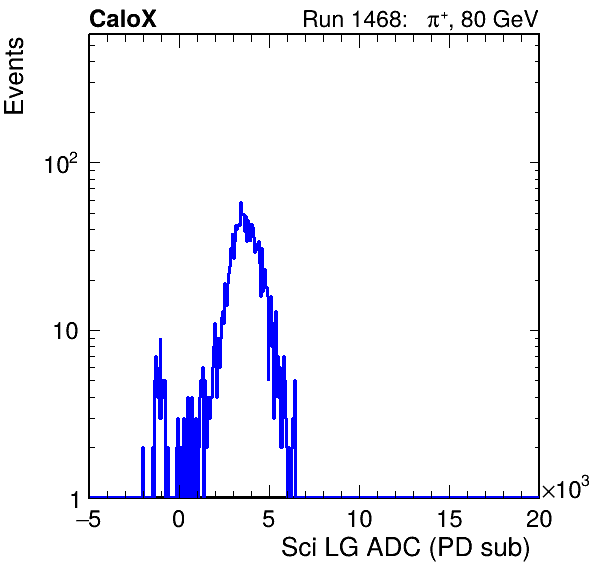 CaloX Run 1468: π⁺, 80 GeV
Events
10²
10
1
−5 0 5 10 15 20 ×10³
Sci LG ADC (PD sub)